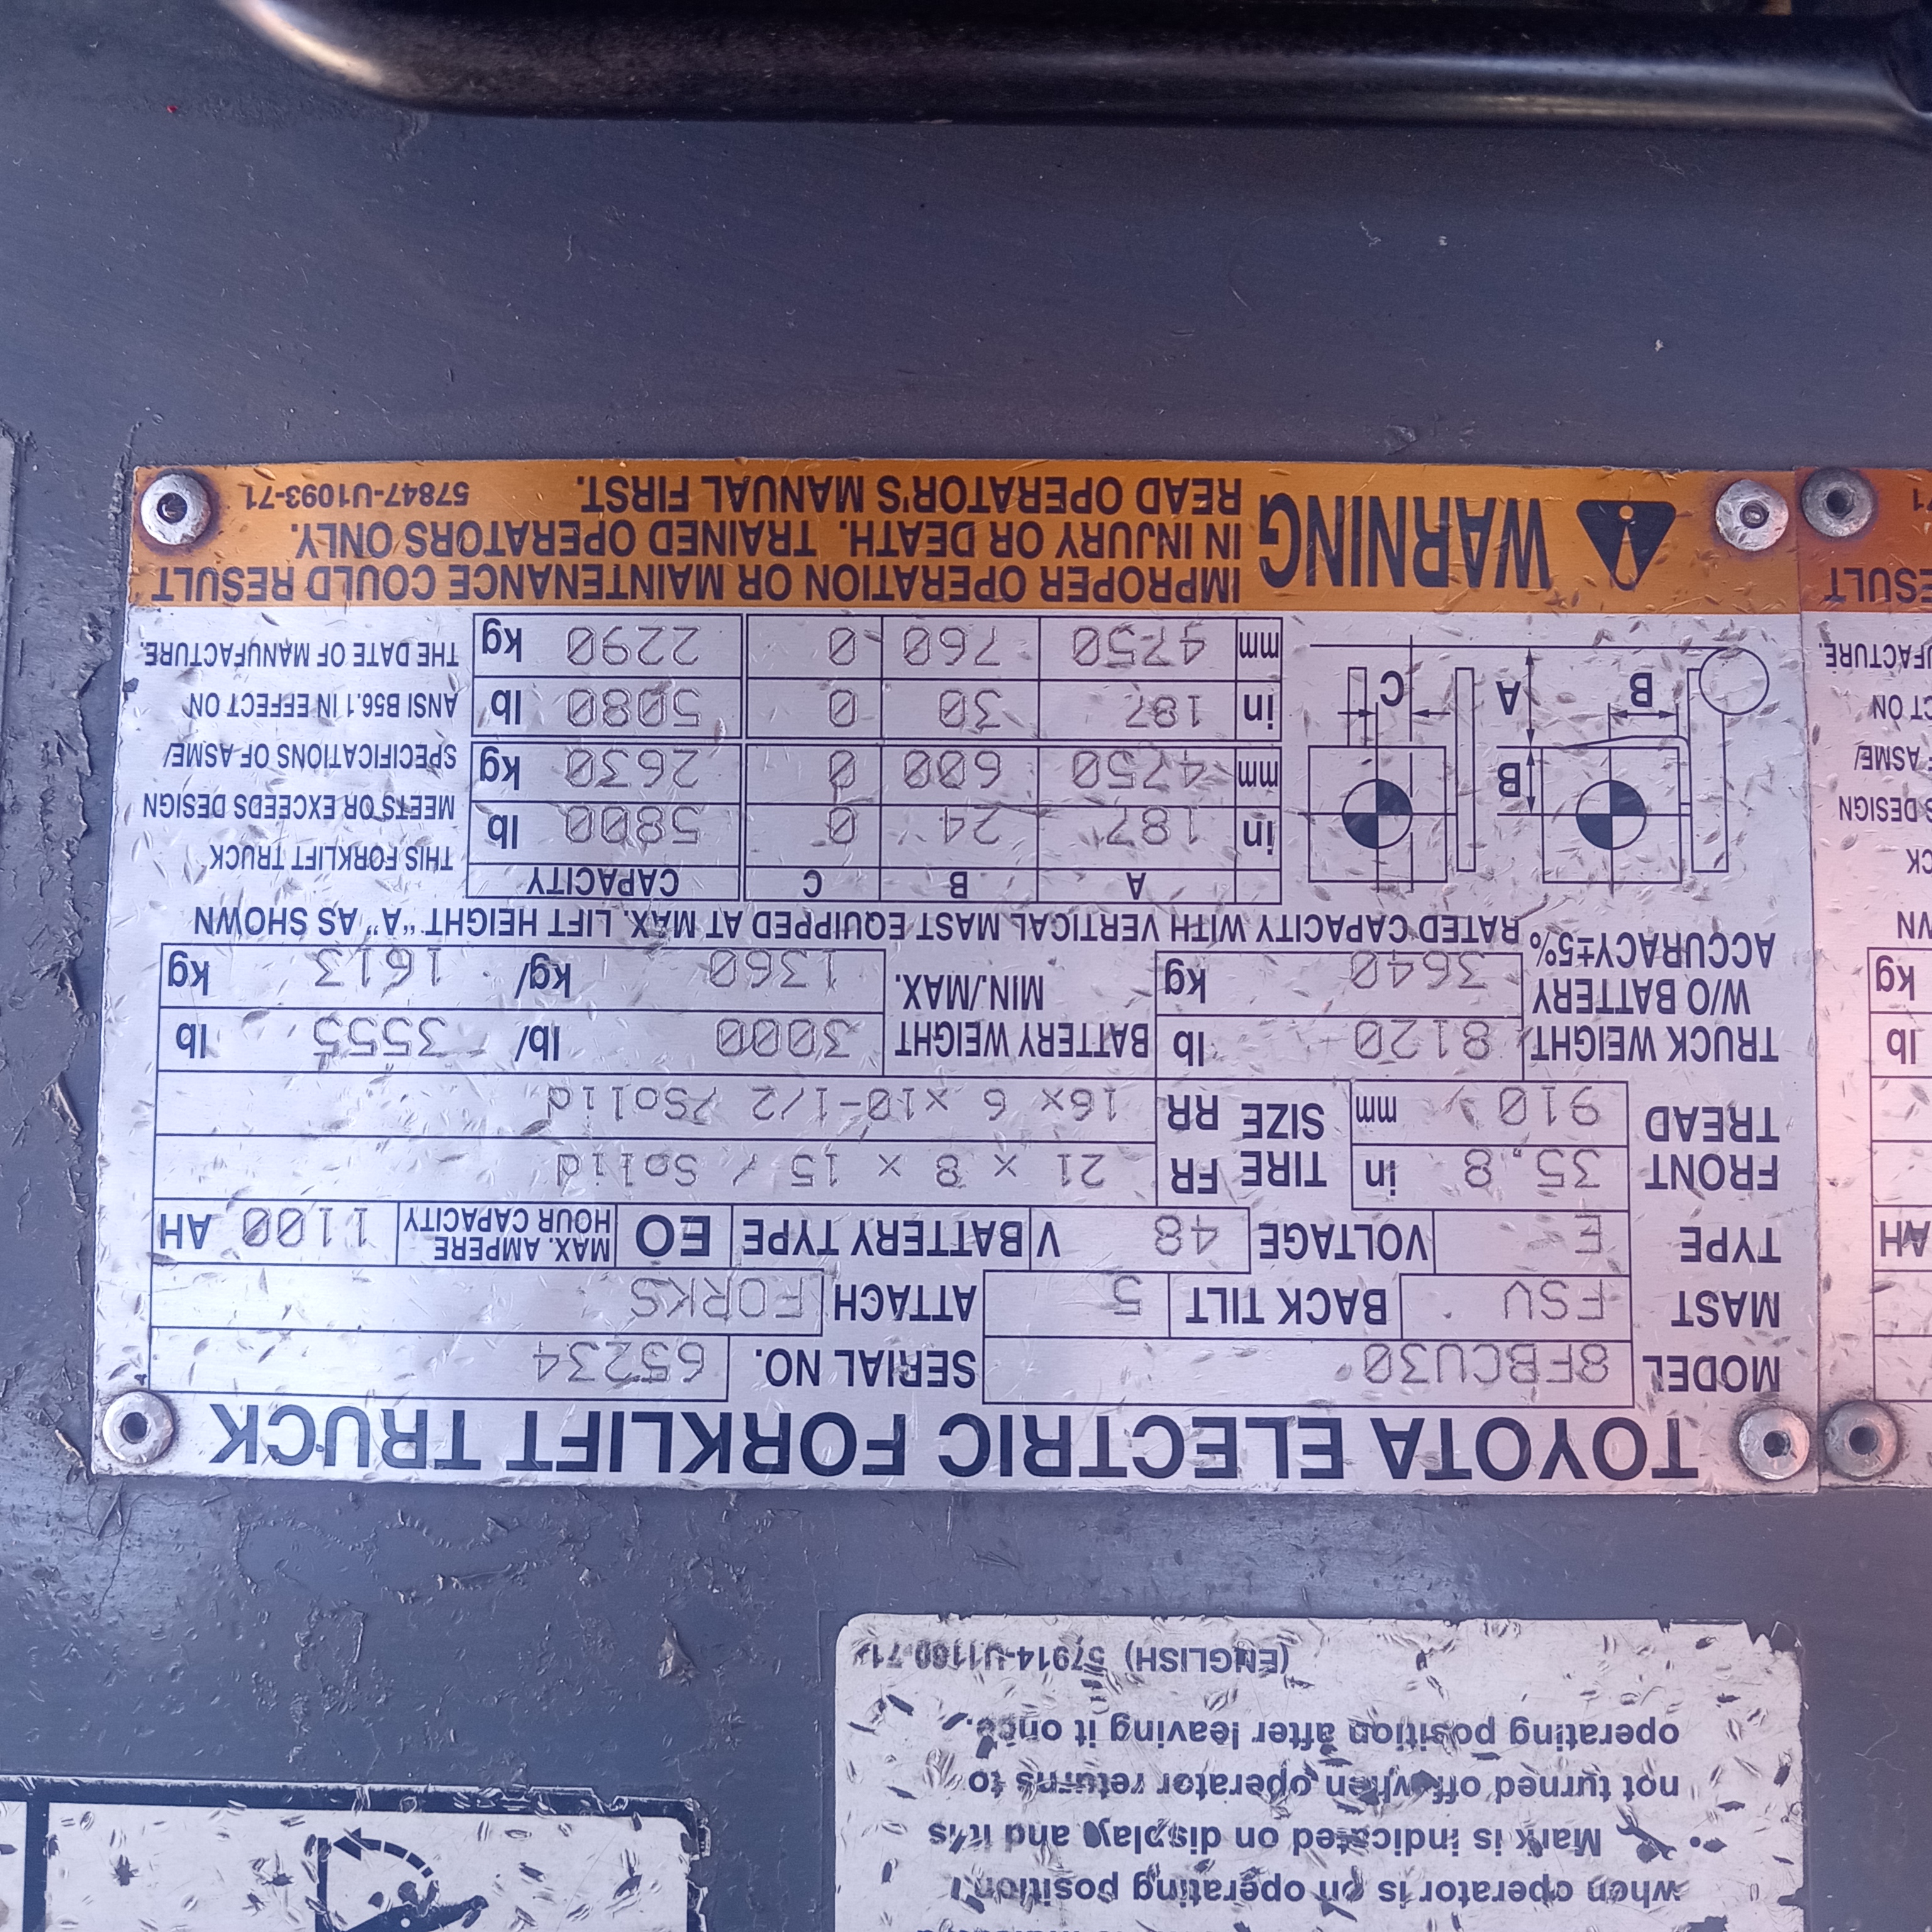 when operator is on operating position
Mark is indicated on display and it is
not turned off when operator returns to
operating position after leaving it once.
(ENGLISH) 57914-U1160-71
TOYOTA ELECTRIC FORKLIFT TRUCK
MODEL 8FBCU30 SERIAL NO. 65234
MAST FSV BACK TILT 5 ATTACH FORKS
TYPE E VOLTAGE 48 V BATTERY TYPE EO MAX. AMPERE HOUR CAPACITY 1100 AH
FRONT TREAD 35.8 in TIRE SIZE FR 21 x 8 x 15 / Solid
910 mm RR 16x 6 x10-1/2 /Solid
TRUCK WEIGHT W/O BATTERY ACCURACY±5% 8120 lb BATTERY WEIGHT MIN./MAX. 3000 lb/ 3555 lb
3640 kg 1360 kg/ 1613 kg
RATED CAPACITY WITH VERTICAL MAST EQUIPPED AT MAX. LIFT HEIGHT "A" AS SHOWN
A B C CAPACITY
in 187 24 0 5800 lb
mm 4750 600 0 2630 kg
in 187 30 0 5080 lb
mm 4750 760 0 2290 kg
B
A
B
C
THIS FORKLIFT TRUCK
MEETS OR EXCEEDS DESIGN
SPECIFICATIONS OF ASME/
ANSI B56.1 IN EFFECT ON
THE DATE OF MANUFACTURE.
WARNING
IMPROPER OPERATION OR MAINTENANCE COULD RESULT
IN INJURY OR DEATH. TRAINED OPERATORS ONLY.
READ OPERATOR'S MANUAL FIRST.
57847-U1093-71
AH
lb
kg